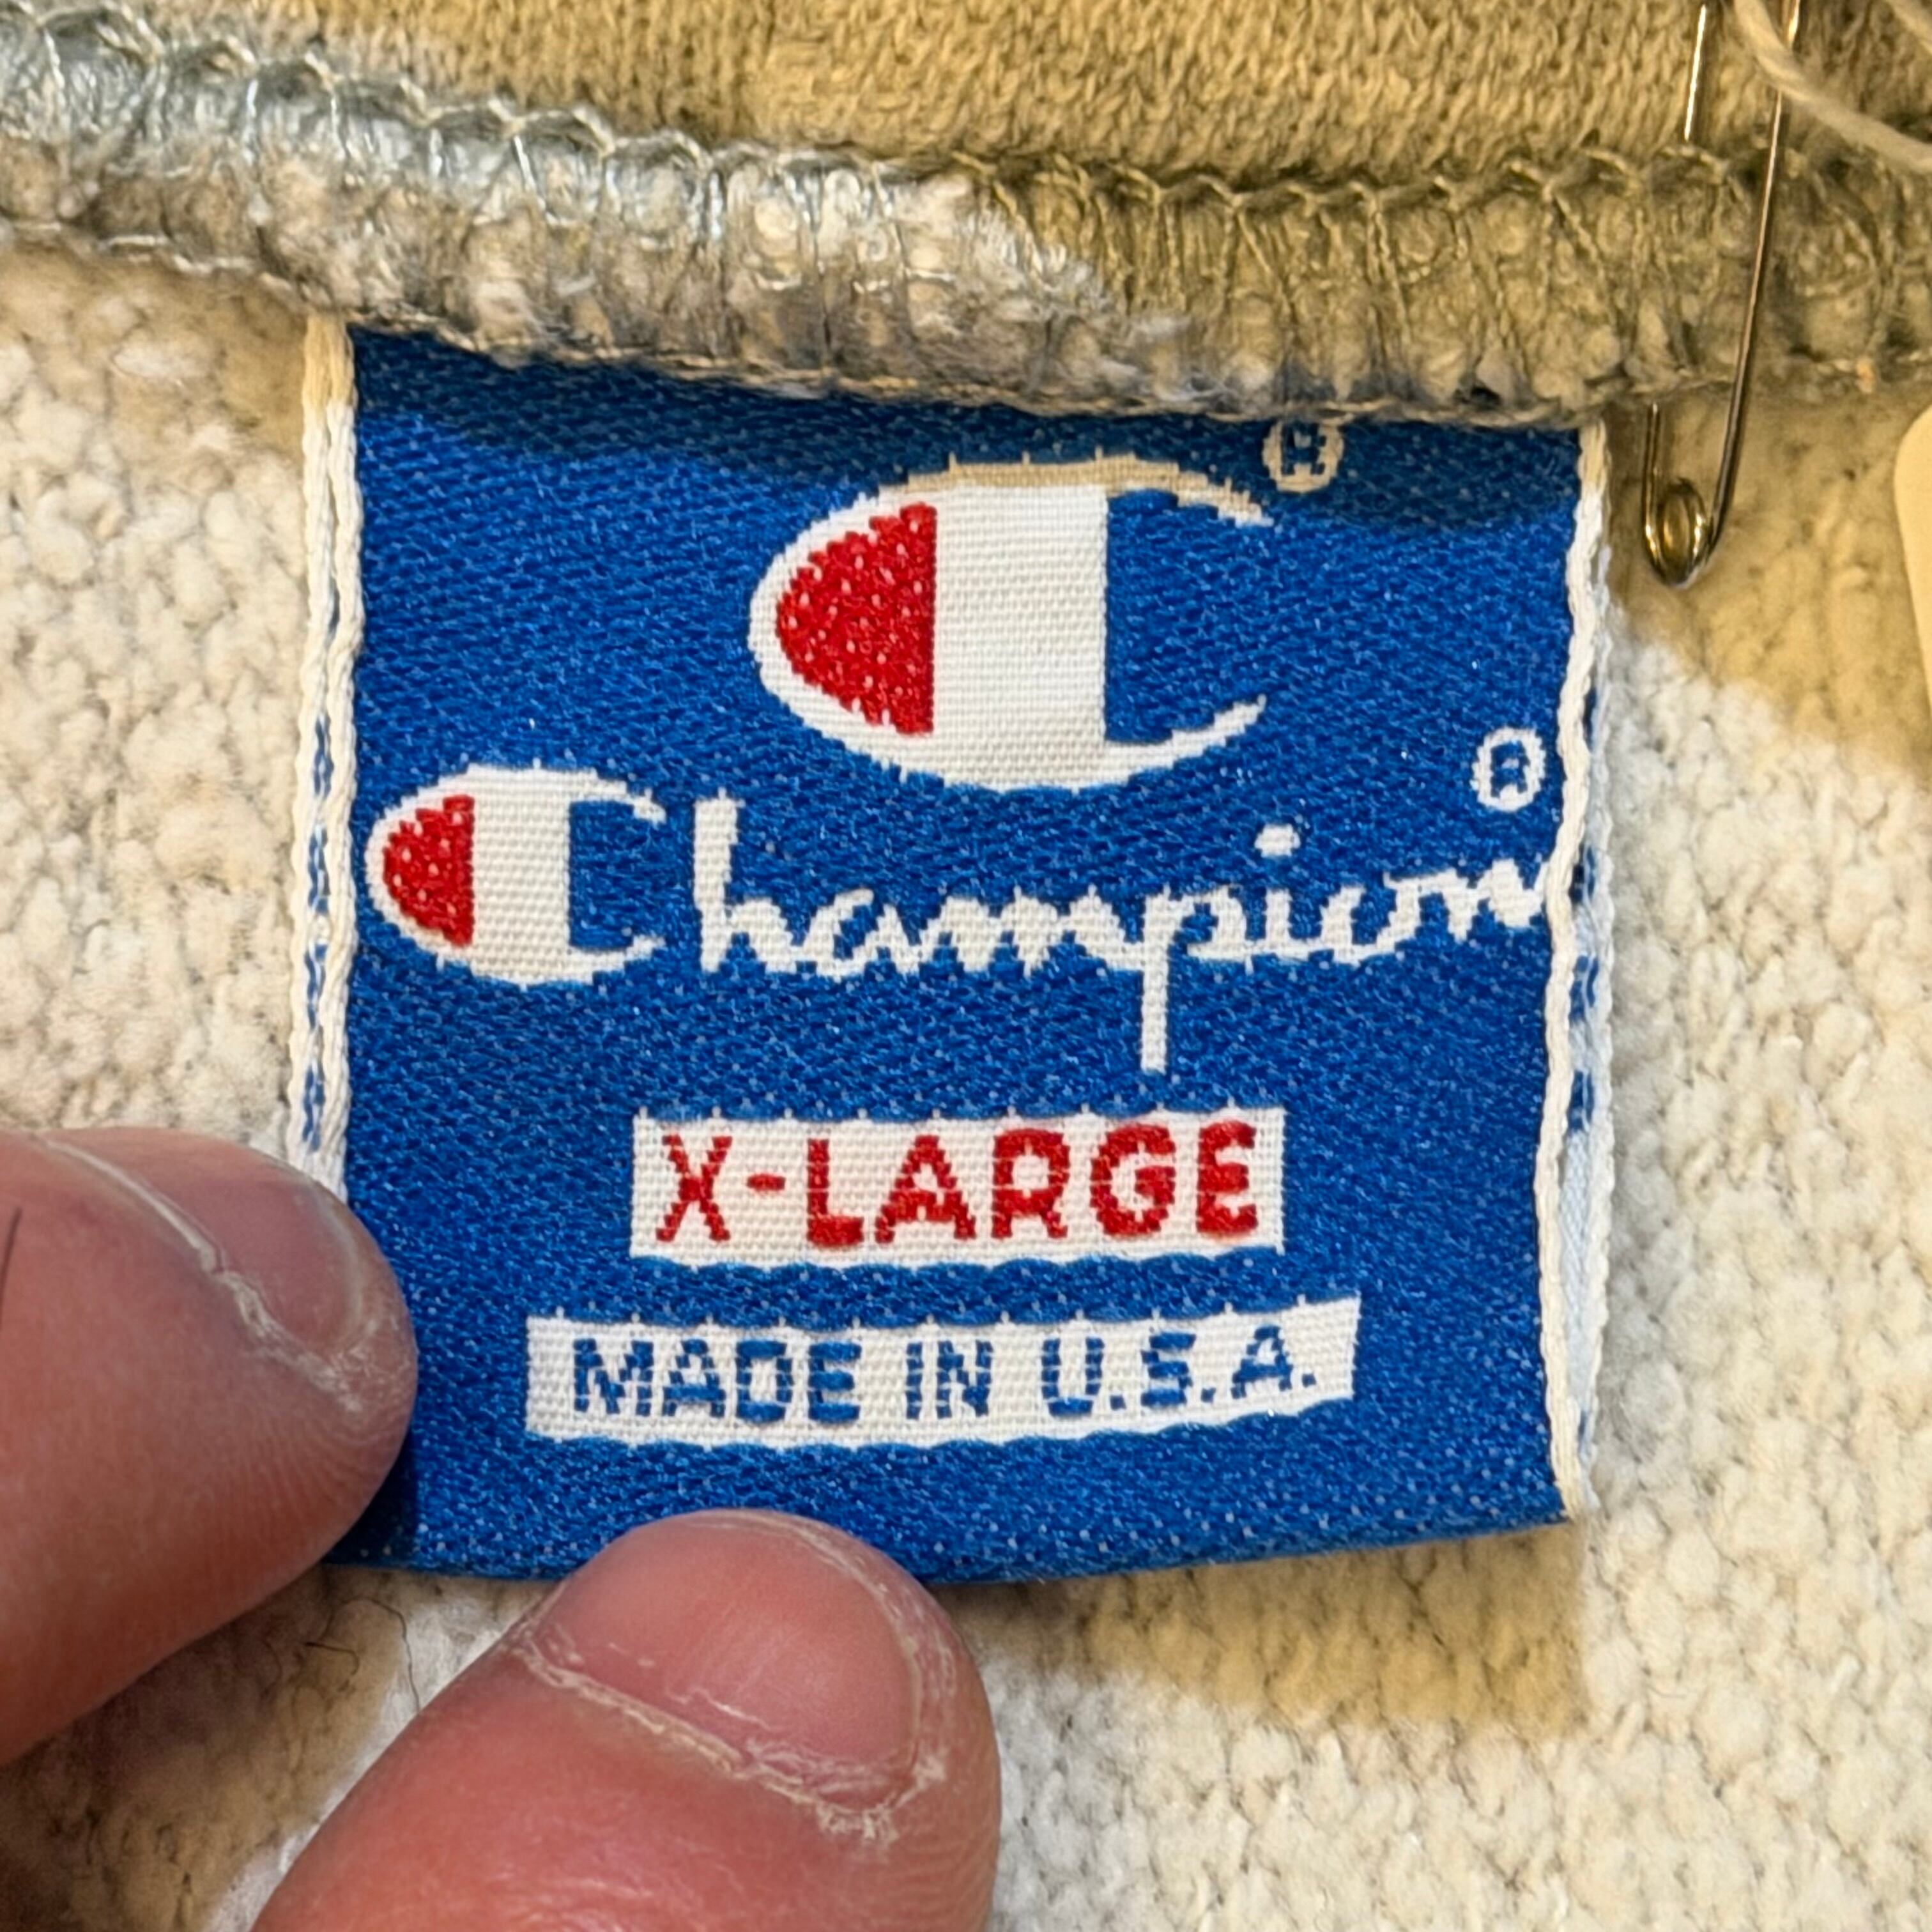 ®
Champion®
X-LARGE
MADE IN U.S.A.